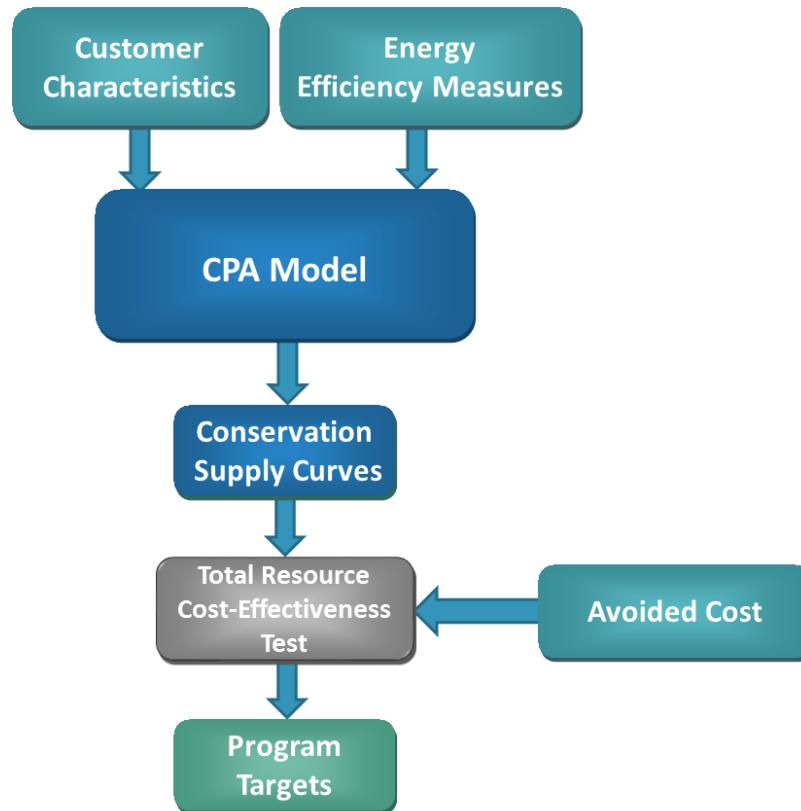 Customer
Characteristics
Energy
Efficiency Measures
CPA Model
Conservation
Supply Curves
Total Resource
Cost-Effectiveness
Test
Avoided Cost
Program
Targets